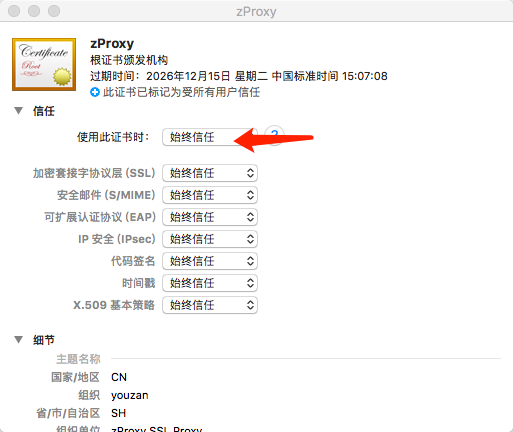 zProxy
Certificate
Root
zProxy
根证书颁发机构
过期时间：2026年12月15日 星期二 中国标准时间 15:07:08
此证书已标记为受所有用户信任
信任
使用此证书时： 始终信任 ?
加密套接字协议层 (SSL) 始终信任
安全邮件 (S/MIME) 始终信任
可扩展认证协议 (EAP) 始终信任
IP 安全 (IPsec) 始终信任
代码签名 始终信任
时间戳 始终信任
X.509 基本策略 始终信任
细节
主题名称
国家/地区 CN
组织 youzan
省/市/自治区 SH
组织单位 zProxy SSL Proxy